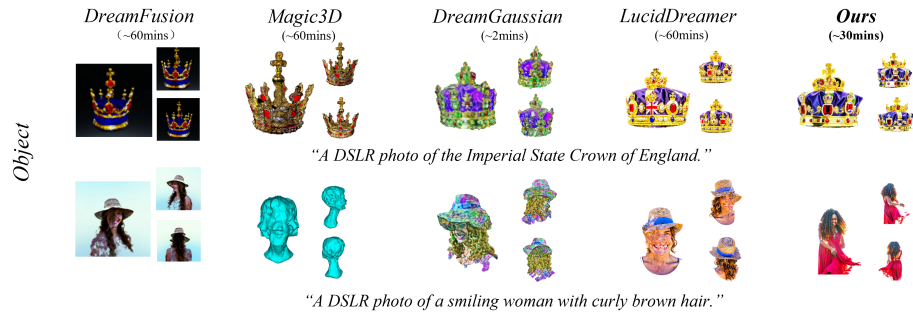 DreamFusion Magic3D DreamGaussian LucidDreamer Ours
(~60mins) (~60mins) (~2mins) (~60mins) (~30mins)
Object
“A DSLR photo of the Imperial State Crown of England.”
“A DSLR photo of a smiling woman with curly brown hair.”